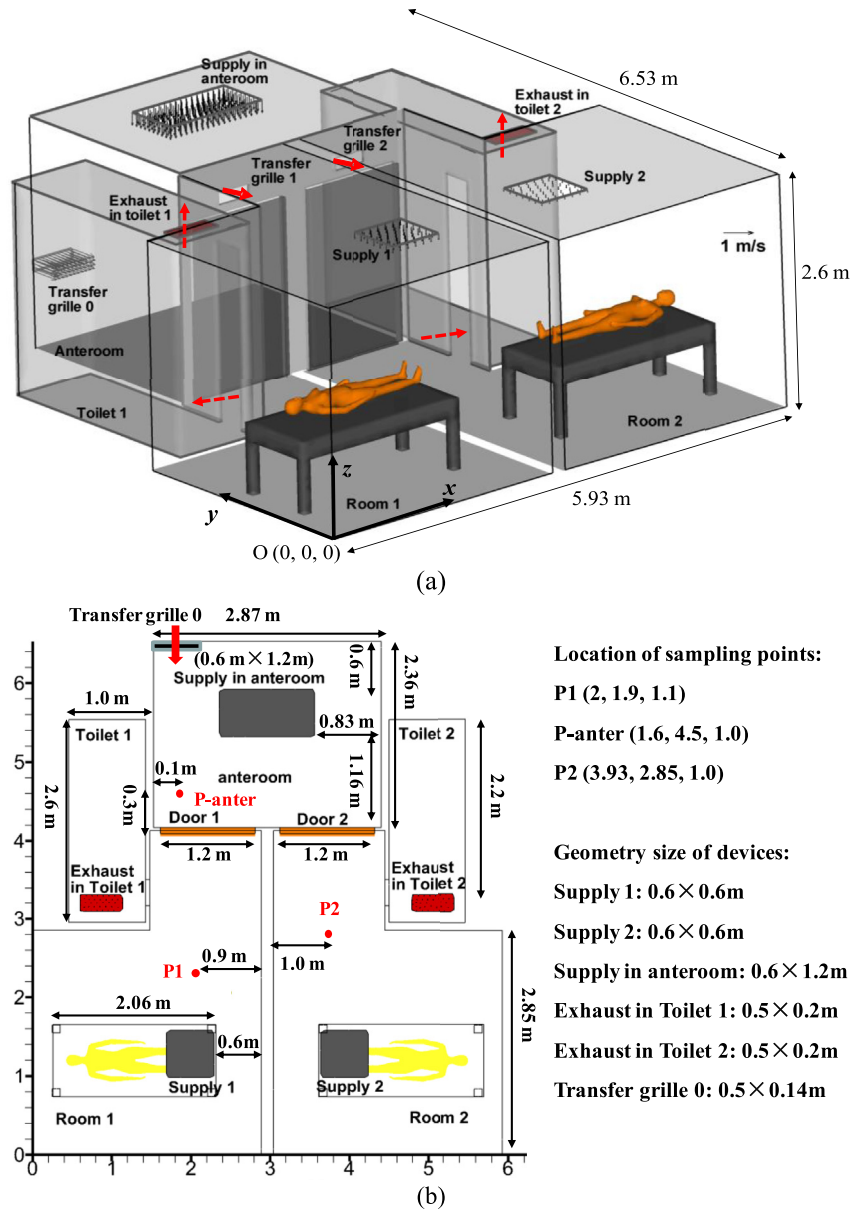 6.53 m
Supply in
anteroom
Exhaust in
toilet 2
Transfer
grille 2
Transfer
grille 1
Supply 2
Exhaust
in toilet 1
1 m/s
Supply 1
2.6 m
Transfer
grille 0
Anteroom
Toilet 1
Room 2
z
x
Room 1
y
5.93 m
O (0, 0, 0)
(a)
Transfer grille 0
2.87 m
(0.6 m×1.2m)
Supply in anteroom
0.6 m
2.36 m
1.0 m
Toilet 1
0.83 m
Toilet 2
anteroom
1.16 m
0.1m
P-anter
2.6 m
0.3m
2.2 m
Door 1
Door 2
1.2 m
1.2 m
Exhaust
in Toilet 1
Exhaust
in Toilet 2
P2
0.9 m
1.0 m
P1
2.06 m
0.6m
2.85 m
Supply 1
Supply 2
Room 1
Room 2
6
5
4
3
2
1
0
0 1 2 3 4 5 6
Location of sampling points:
P1 (2, 1.9, 1.1)
P-anter (1.6, 4.5, 1.0)
P2 (3.93, 2.85, 1.0)
Geometry size of devices:
Supply 1: 0.6×0.6m
Supply 2: 0.6×0.6m
Supply in anteroom: 0.6×1.2m
Exhaust in Toilet 1: 0.5×0.2m
Exhaust in Toilet 2: 0.5×0.2m
Transfer grille 0: 0.5×0.14m
(b)